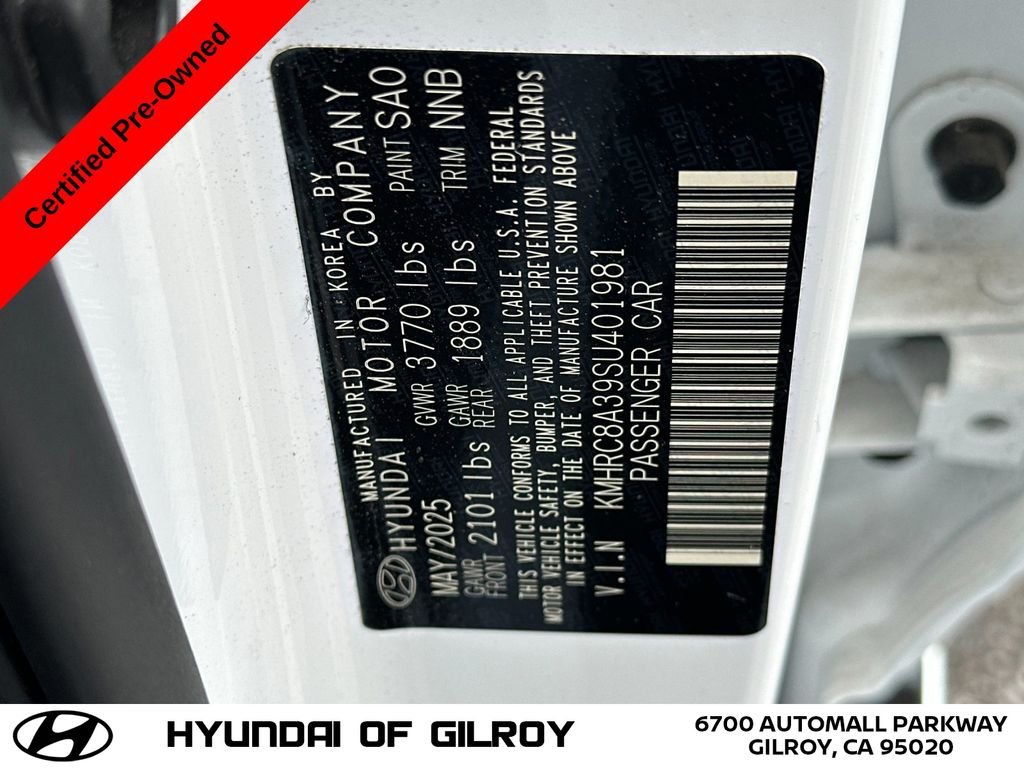 Certified Pre-Owned
MANUFACTURED IN KOREA BY
HYUNDAI MOTOR COMPANY
MAY/2025 GVWR 3770 lbs PAINT SAO
GAWR FRONT 2101 lbs GAWR REAR 1889 lbs TRIM NNB
THIS VEHICLE CONFORMS TO ALL APPLICABLE U.S.A. FEDERAL
MOTOR VEHICLE SAFETY, BUMPER, AND THEFT PREVENTION STANDARDS
IN EFFECT ON THE DATE OF MANUFACTURE SHOWN ABOVE
V.I.N KMHRC8A39SU401981
PASSENGER CAR
HYUNDAI OF GILROY
6700 AUTOMALL PARKWAY
GILROY, CA 95020